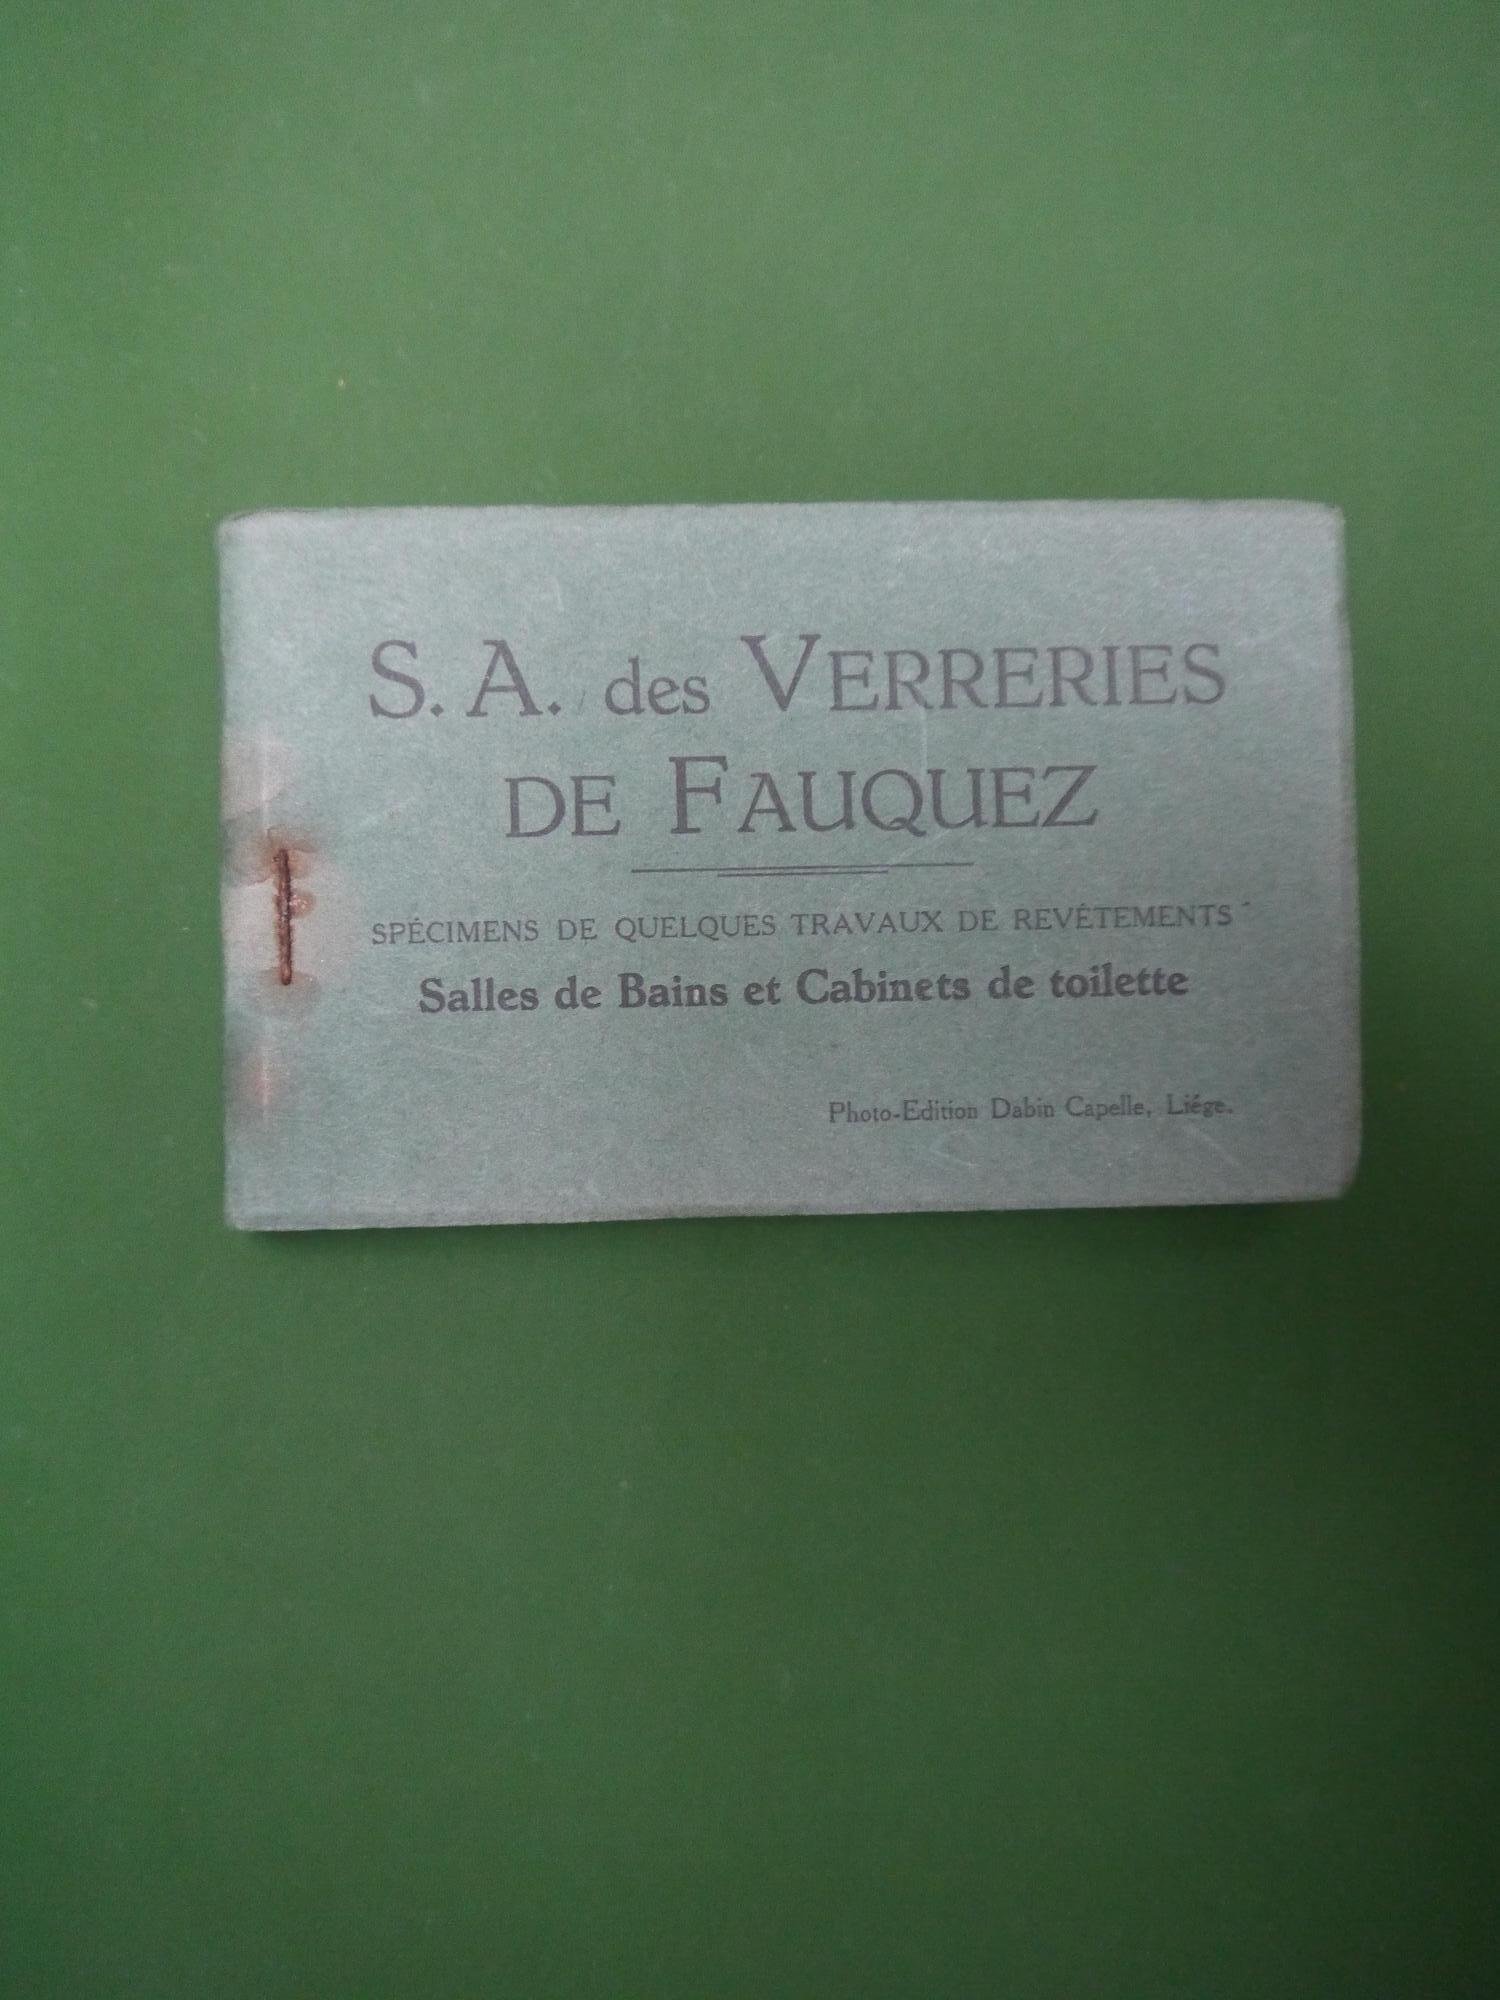 S. A. des VERRERIES
DE FAUQUEZ
SPÉCIMENS DE QUELQUES TRAVAUX DE REVÊTEMENTS
Salles de Bains et Cabinets de toilette
Photo-Edition Dabin Capelle, Liége.